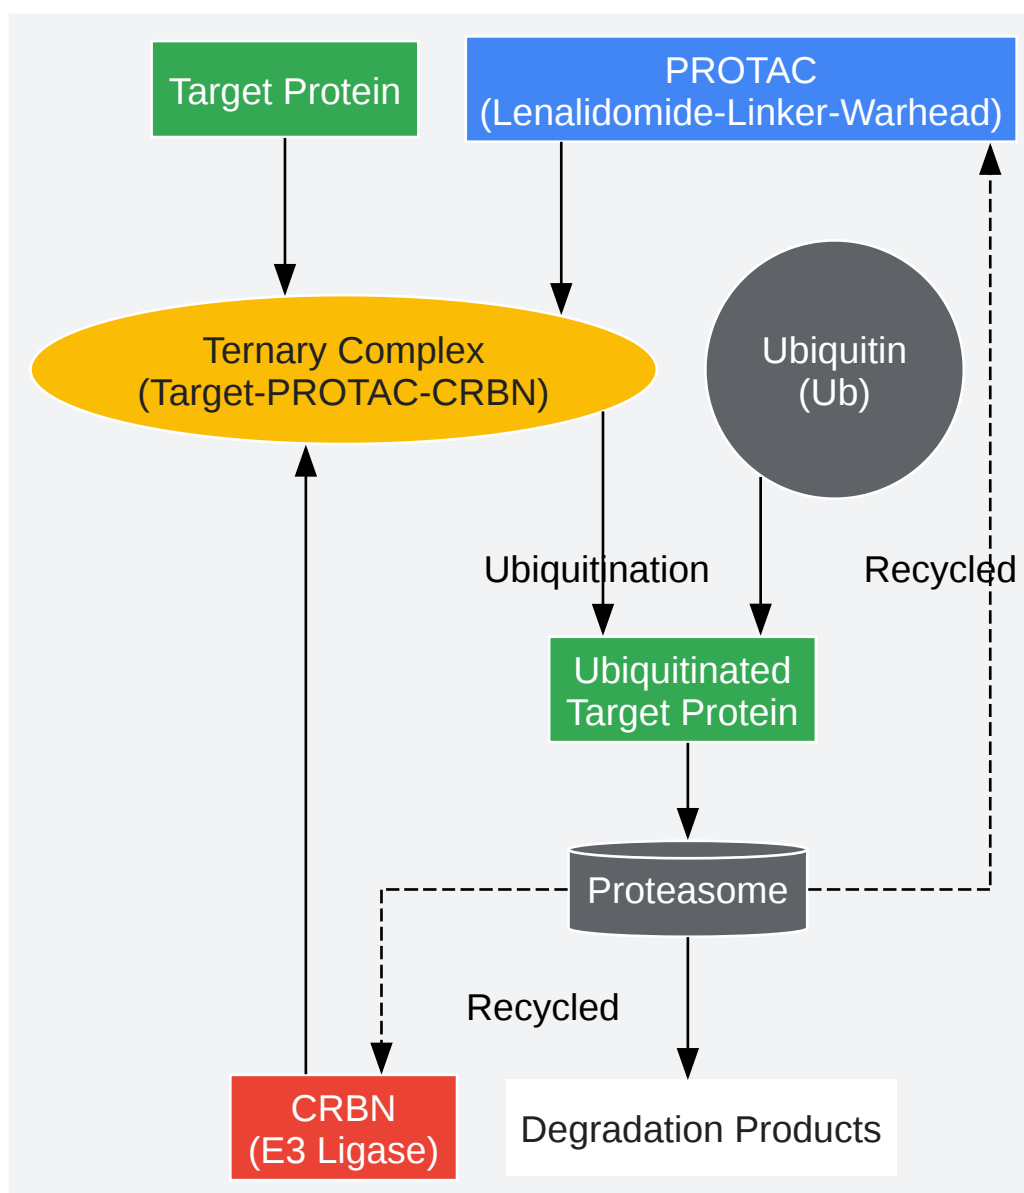 Target Protein
PROTAC
(Lenalidomide-Linker-Warhead)
Ternary Complex
(Target-PROTAC-CRBN)
Ubiquitin
(Ub)
Ubiquitination
Recycled
Ubiquitinated
Target Protein
Proteasome
Recycled
CRBN
(E3 Ligase)
Degradation Products